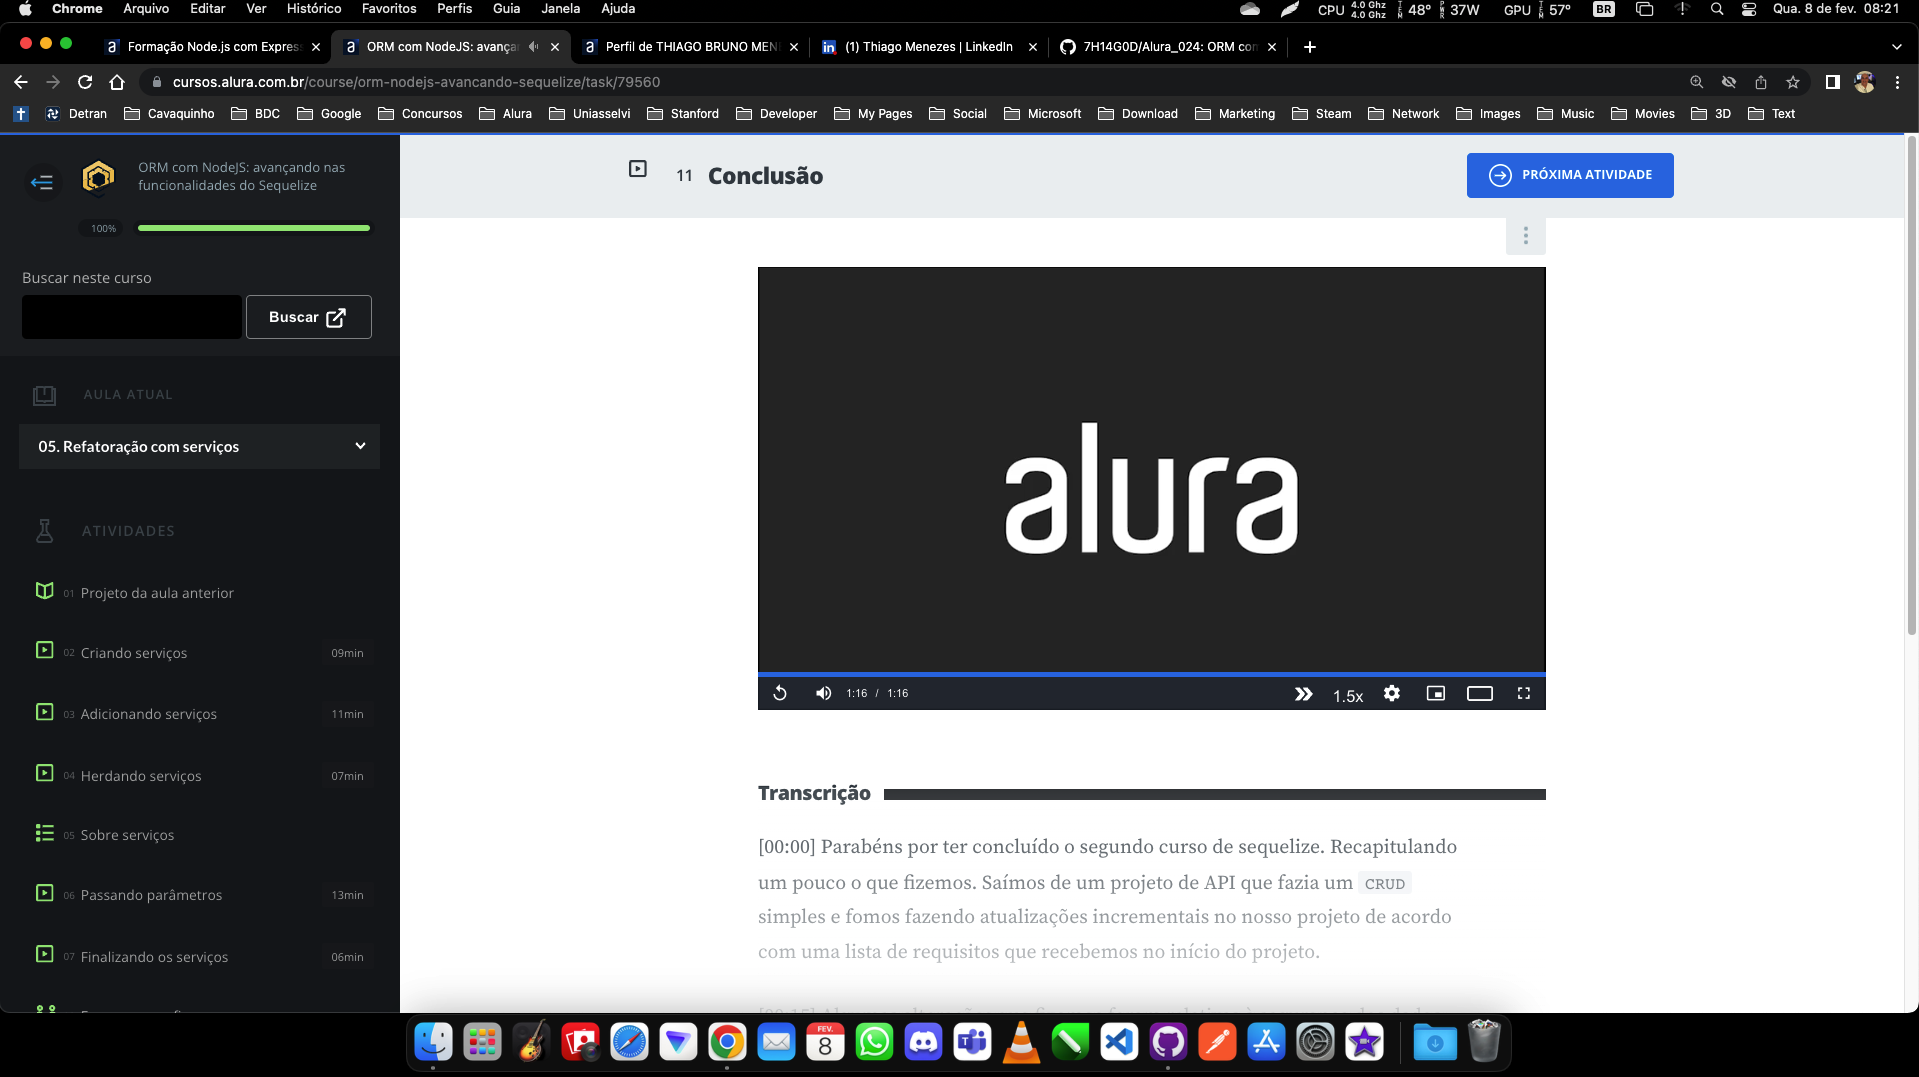 Chrome Arquivo Editar Ver Histórico Favoritos Perfis Guia Janela Ajuda CPU 4.0 Ghz 4.0 Ghz 48° 37W GPU 57° BR Qua. 8 de fev. 08:21
Formação Node.js com Expres ORM com NodeJS: avança Perfil de THIAGO BRUNO MEN (1) Thiago Menezes | LinkedIn 7H14G0D/Alura_024: ORM co
cursos.alura.com.br/course/orm-nodejs-avancando-sequelize/task/79560
Detran Cavaquinho BDC Google Concursos Alura Uniasselvi Stanford Developer My Pages Social Microsoft Download Marketing Steam Network Images Music Movies 3D Text
ORM com NodeJS: avançando nas
funcionalidades do Sequelize
100%
Buscar neste curso
Buscar
AULA ATUAL
05. Refatoração com serviços
ATIVIDADES
01 Projeto da aula anterior
02 Criando serviços 09min
03 Adicionando serviços 11min
04 Herdando serviços 07min
05 Sobre serviços
06 Passando parâmetros 13min
07 Finalizando os serviços 06min
11 Conclusão
PRÓXIMA ATIVIDADE
alura
1:16 / 1:16 1.5x
Transcrição
[00:00] Parabéns por ter concluído o segundo curso de sequelize. Recapitulando
um pouco o que fizemos. Saímos de um projeto de API que fazia um CRUD
simples e fomos fazendo atualizações incrementais no nosso projeto de acordo
com uma lista de requisitos que recebemos no início do projeto.
FEV.
8